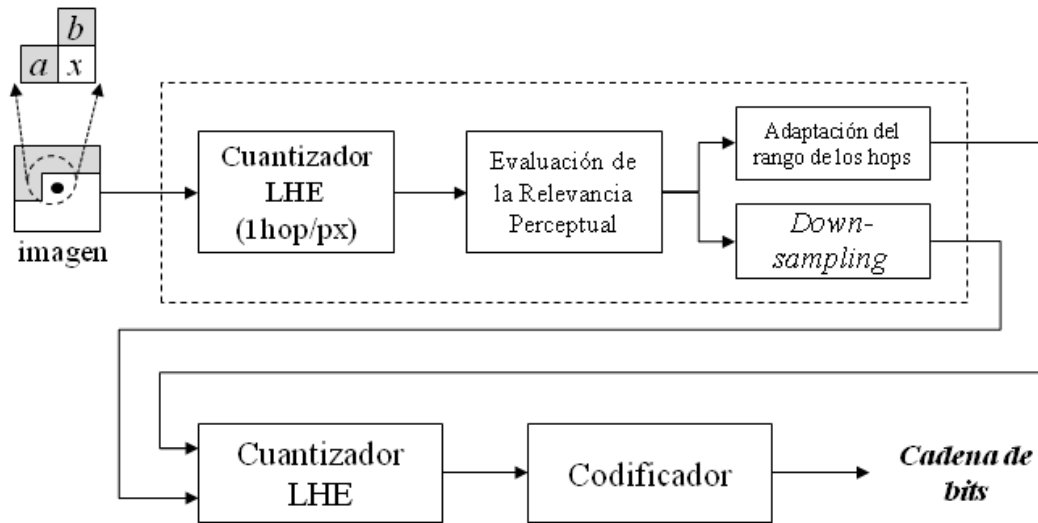 b
a x
imagen
Cuantizador
LHE
(1hop/px)
Evaluación de
la Relevancia
Perceptual
Adaptación del
rango de los hops
Down-
sampling
Cuantizador
LHE
Codificador
Cadena de
bits